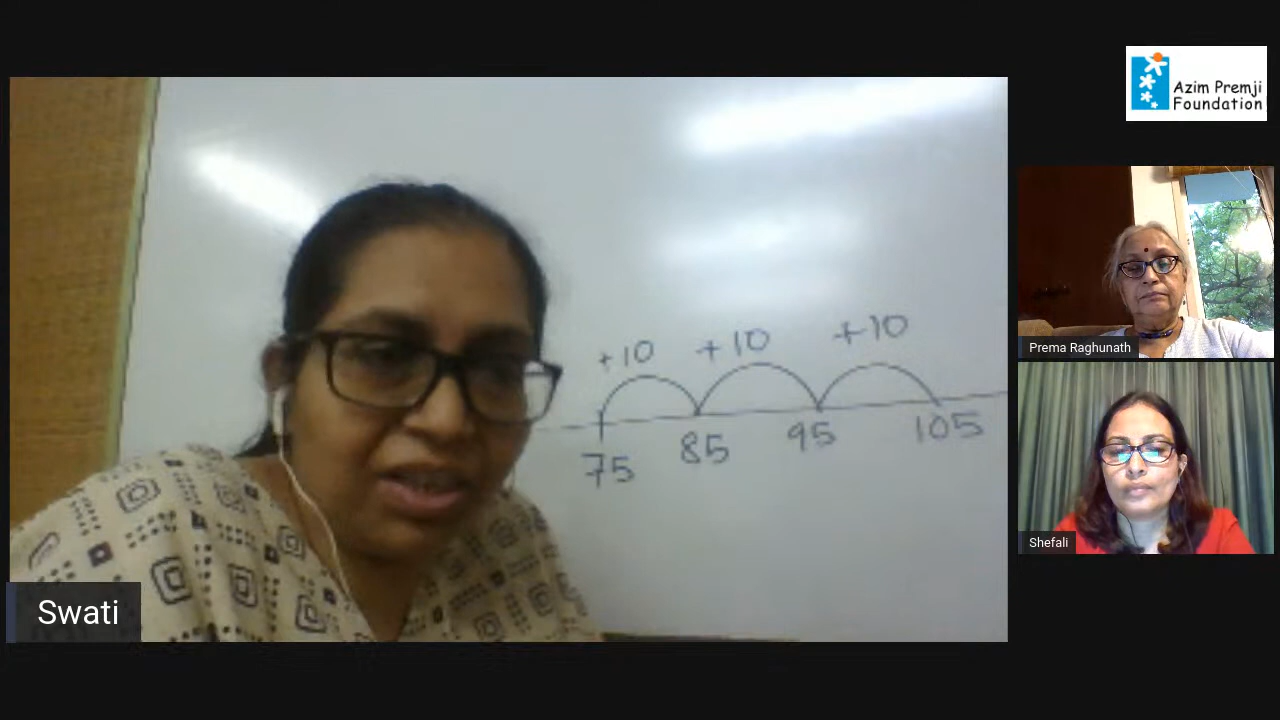 Azim Premji
Foundation
+10 +10 +10
75 85 95 105
Prema Raghunath
Shefali
Swati